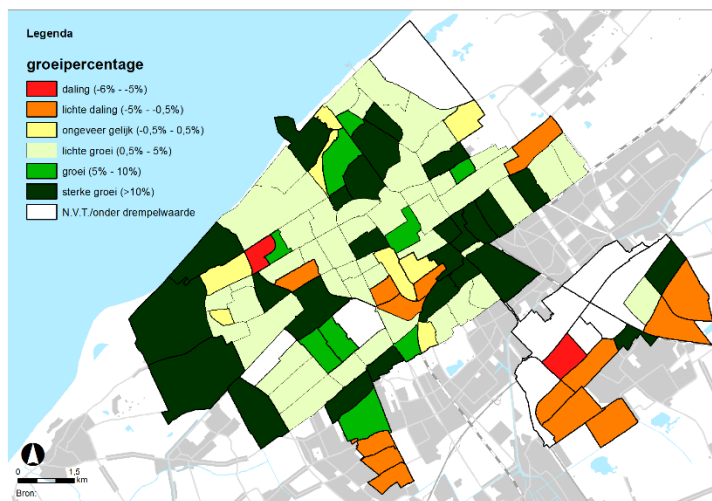 Legenda
groeipercentage
daling (-6% - -5%)
lichte daling (-5% - -0,5%)
ongeveer gelijk (-0,5% - 0,5%)
lichte groei (0,5% - 5%)
groei (5% - 10%)
sterke groei (>10%)
N.V.T./onder drempelwaarde
0 1,5
km
Bron: